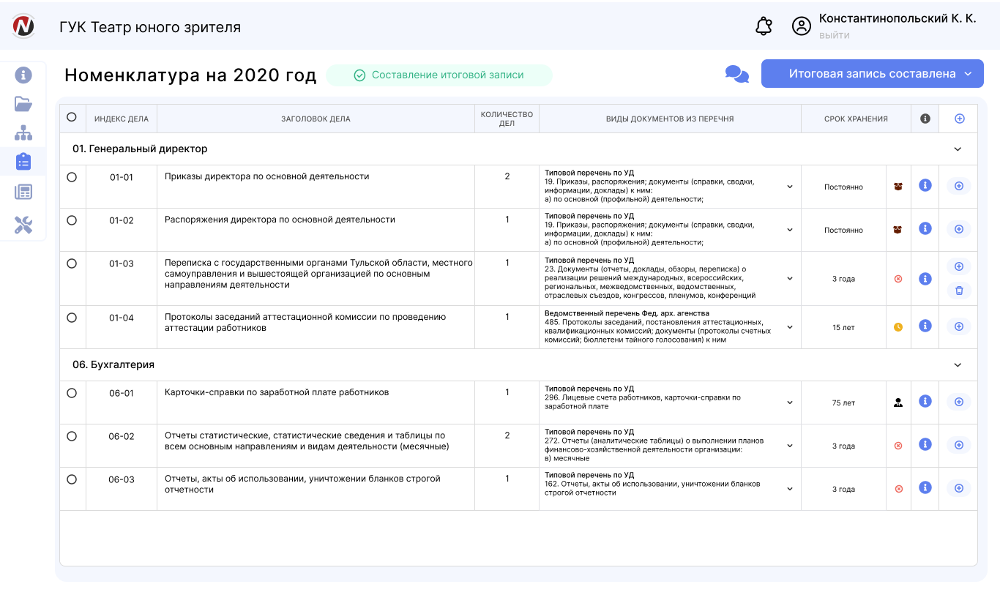 N
ГУК Театр юного зрителя
Константинопольский К. К.
выйти
Номенклатура на 2020 год
Составление итоговой записи
Итоговая запись составлена
ИНДЕКС ДЕЛА
ЗАГОЛОВОК ДЕЛА
КОЛИЧЕСТВО
ДЕЛ
ВИДЫ ДОКУМЕНТОВ ИЗ ПЕРЕЧНЯ
СРОК ХРАНЕНИЯ
01. Генеральный директор
01-01
Приказы директора по основной деятельности
2
Типовой перечень по УД
19. Приказы, распоряжения; документы (справки, сводки,
информации, доклады) к ним:
а) по основной (профильной) деятельности;
Постоянно
01-02
Распоряжения директора по основной деятельности
1
Типовой перечень по УД
19. Приказы, распоряжения; документы (справки, сводки,
информации, доклады) к ним:
а) по основной (профильной) деятельности;
Постоянно
01-03
Переписка с государственными органами Тульской области, местного
самоуправления и вышестоящей организацией по основным
направлениям деятельности
1
Типовой перечень по УД
23. Документы (отчеты, доклады, обзоры, переписка) о
реализации решений международных, всероссийских,
региональных, межведомственных, ведомственных,
отраслевых съездов, конгрессов, пленумов, конференций
3 года
01-04
Протоколы заседаний аттестационной комиссии по проведению
аттестации работников
1
Ведомственный перечень Фед. арх. агенства
485. Протоколы заседаний, постановления аттестационных,
квалификационных комиссий; документы (протоколы счетных
комиссий; бюллетени тайного голосования) к ним
15 лет
06. Бухгалтерия
06-01
Карточки-справки по заработной плате работников
1
Типовой перечень по УД
296. Лицевые счета работников, карточки-справки по
заработной плате
75 лет
06-02
Отчеты статистические, статистические сведения и таблицы по
всем основным направлениям и видам деятельности (месячные)
2
Типовой перечень по УД
272. Отчеты (аналитические таблицы) о выполнении планов
финансово-хозяйственной деятельности организации:
в) месячные
3 года
06-03
Отчеты, акты об использовании, уничтожении бланков строгой
отчетности
1
Типовой перечень по УД
162. Отчеты, акты об использовании, уничтожении бланков
строгой отчетности
3 года